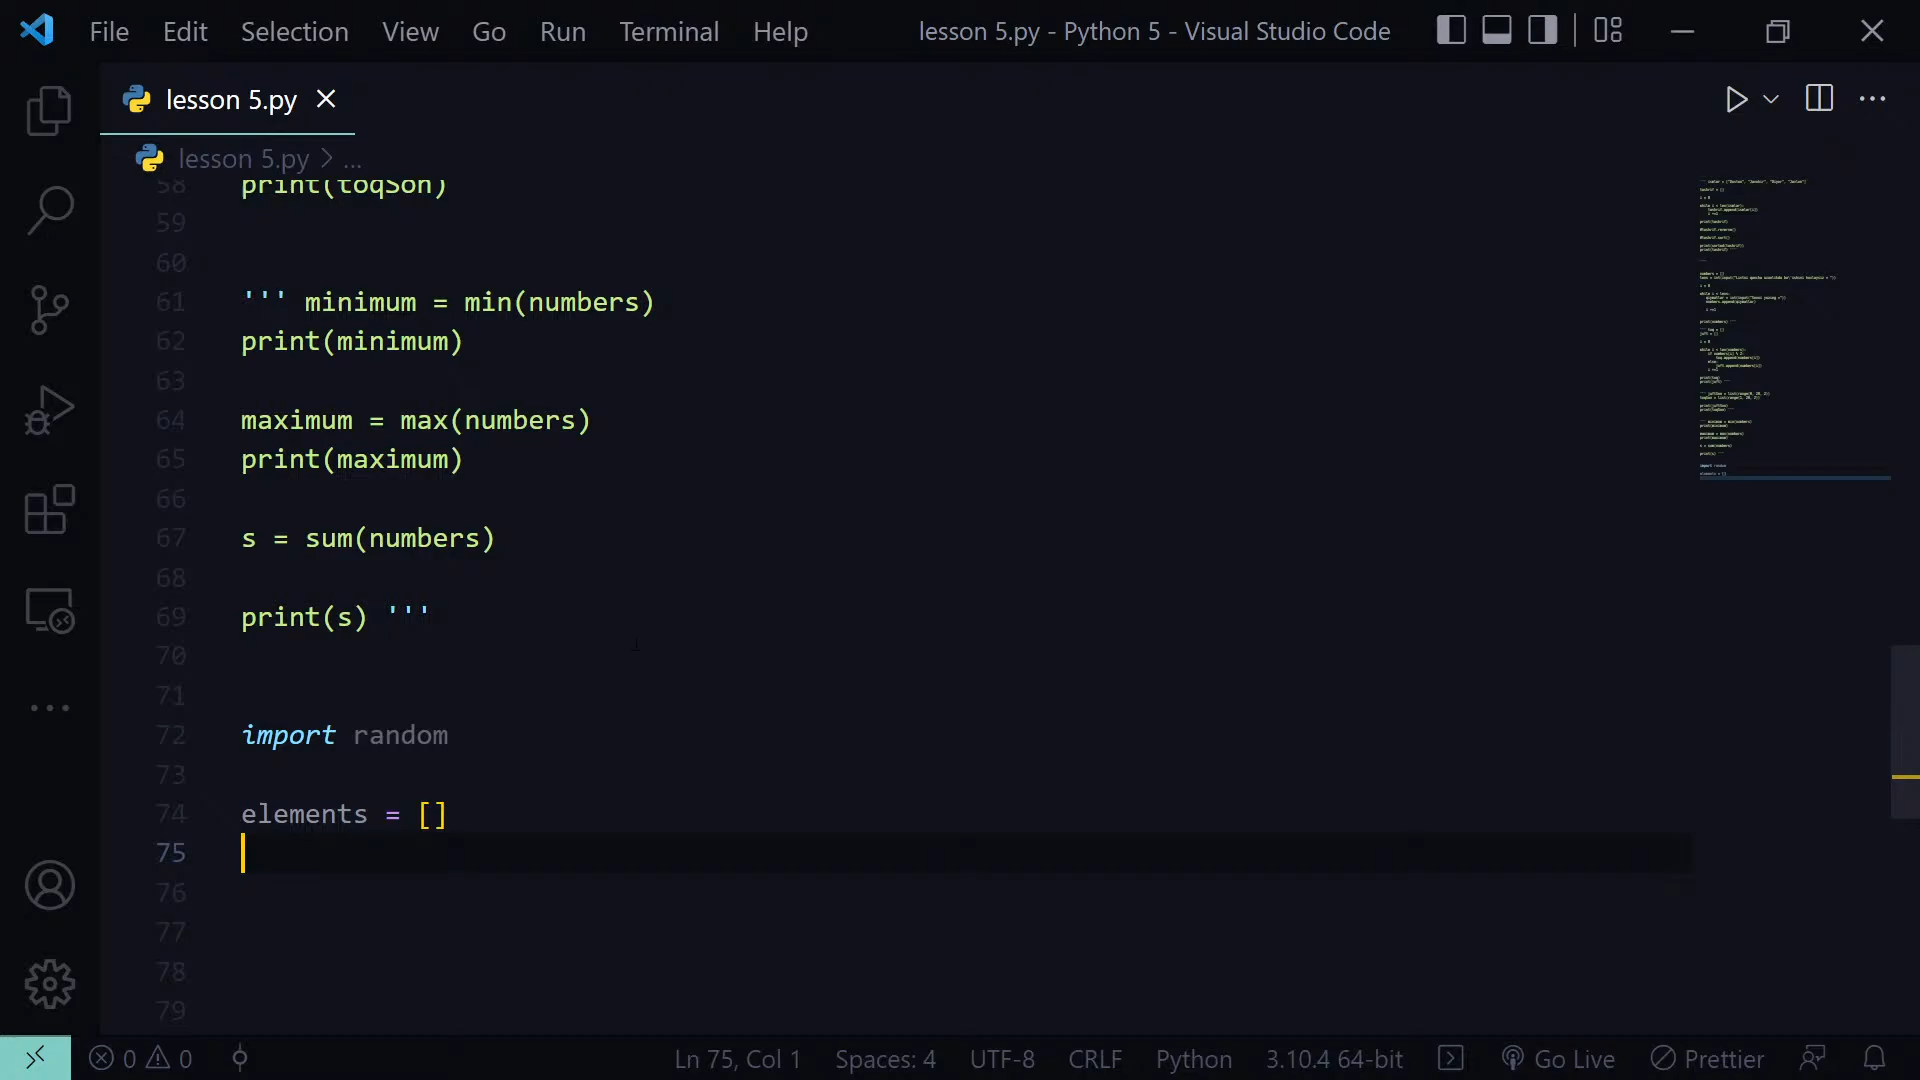 File Edit Selection View Go Run Terminal Help lesson 5.py - Python 5 - Visual Studio Code
lesson 5.py
lesson 5.py > ...
58 print(toqSon)
59
60
61 ''' minimum = min(numbers)
62 print(minimum)
63
64 maximum = max(numbers)
65 print(maximum)
66
67 s = sum(numbers)
68
69 print(s) '''
70
71
72 import random
73
74 elements = []
75
76
77
78
79
0 0 Ln 75, Col 1 Spaces: 4 UTF-8 CRLF Python 3.10.4 64-bit Go Live Prettier